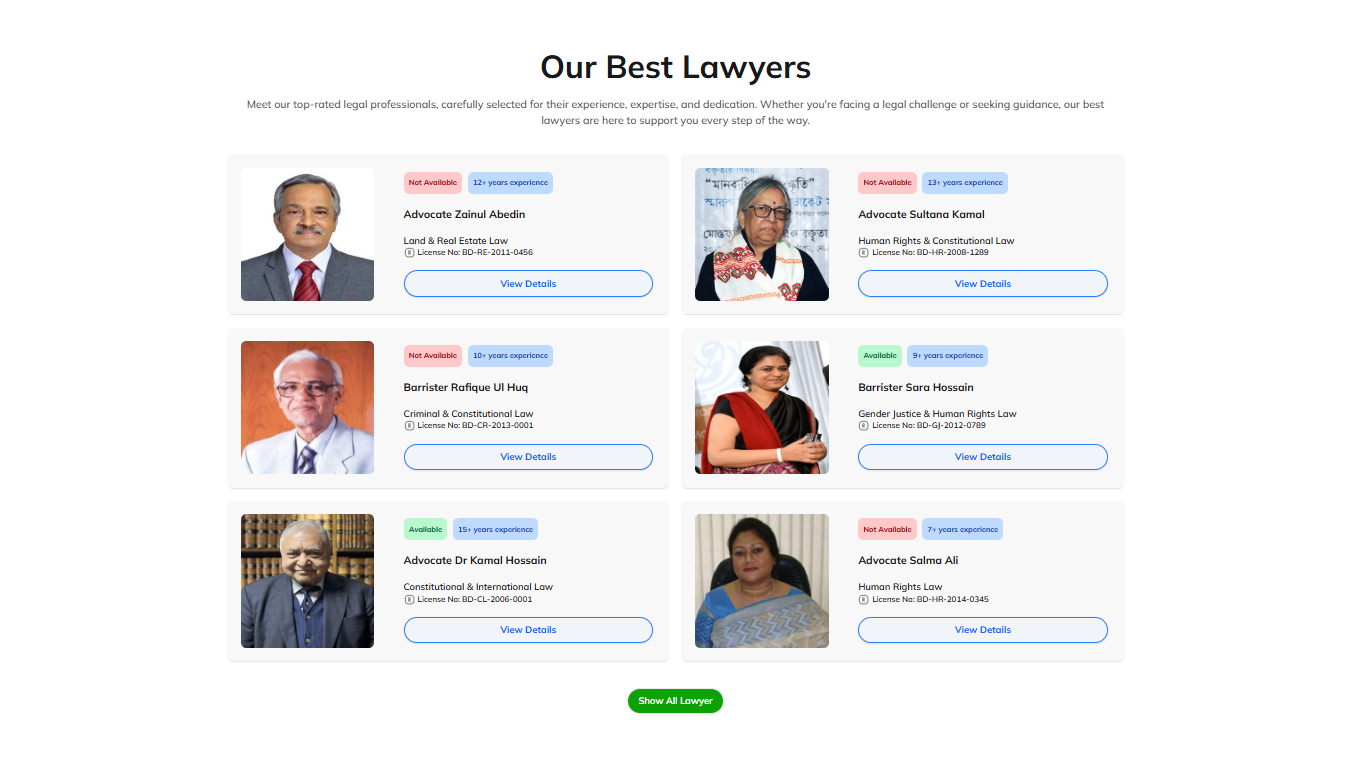 Our Best Lawyers
Meet our top-rated legal professionals, carefully selected for their experience, expertise, and dedication. Whether you're facing a legal challenge or seeking guidance, our best
lawyers are here to support you every step of the way.
Not Available
12+ years experience
Advocate Zainul Abedin
Land & Real Estate Law
License No: BD-RE-2011-0456
View Details
Not Available
13+ years experience
Advocate Sultana Kamal
Human Rights & Constitutional Law
License No: BD-HR-2008-1289
View Details
Not Available
10+ years experience
Barrister Rafique Ul Huq
Criminal & Constitutional Law
License No: BD-CR-2013-0001
View Details
Available
9+ years experience
Barrister Sara Hossain
Gender Justice & Human Rights Law
License No: BD-GJ-2012-0789
View Details
Available
15+ years experience
Advocate Dr Kamal Hossain
Constitutional & International Law
License No: BD-CL-2006-0001
View Details
Not Available
7+ years experience
Advocate Salma Ali
Human Rights Law
License No: BD-HR-2014-0345
View Details
Show All Lawyer